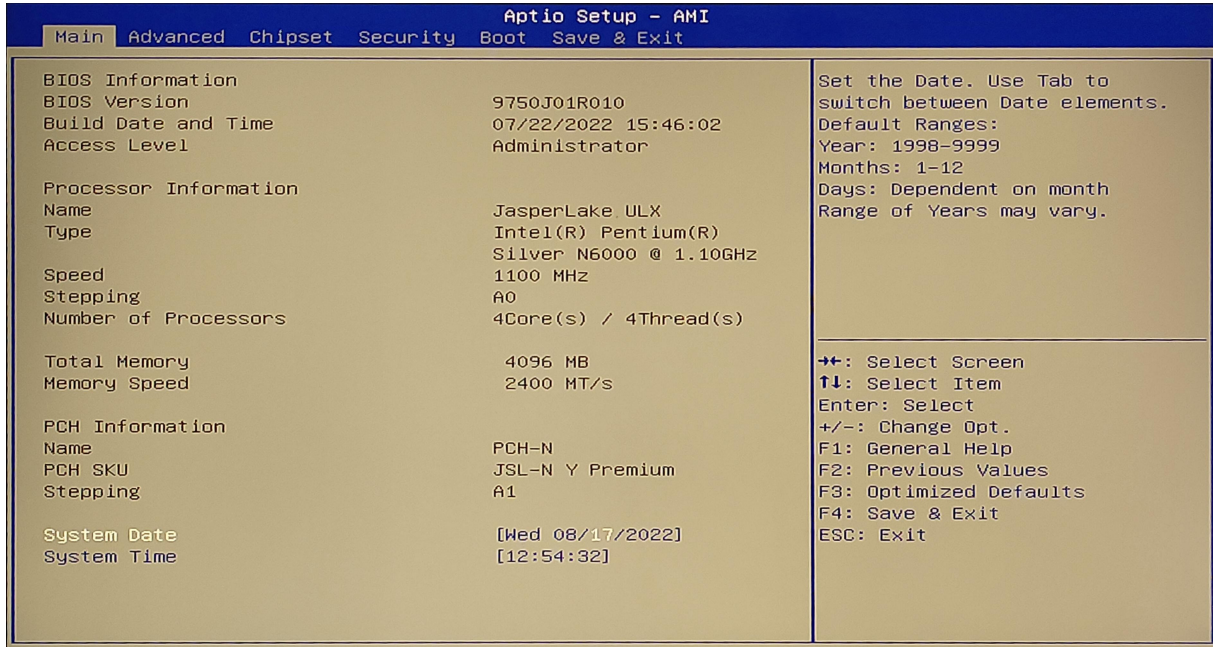 Aptio Setup - AMI
Main Advanced Chipset Security Boot Save & Exit
BIOS Information
BIOS Version 9750J01R010
Build Date and Time 07/22/2022 15:46:02
Access Level Administrator
Processor Information
Name JasperLake ULX
Type Intel(R) Pentium(R)
Silver N6000 @ 1.10GHz
Speed 1100 MHz
Stepping A0
Number of Processors 4Core(s) / 4Thread(s)
Total Memory 4096 MB
Memory Speed 2400 MT/s
PCH Information
Name PCH-N
PCH SKU JSL-N Y Premium
Stepping A1
System Date [Wed 08/17/2022]
System Time [12:54:32]
Set the Date. Use Tab to
switch between Date elements.
Default Ranges:
Year: 1998-9999
Months: 1-12
Days: Dependent on month
Range of Years may vary.
→←: Select Screen
↑↓: Select Item
Enter: Select
+/-: Change Opt.
F1: General Help
F2: Previous Values
F3: Optimized Defaults
F4: Save & Exit
ESC: Exit